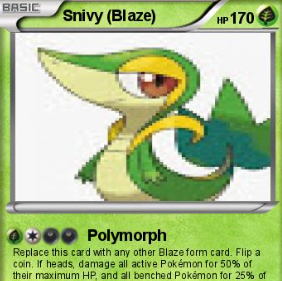 BASIC
Snivy (Blaze) HP 170
Polymorph
Replace this card with any other Blaze form card. Flip a
coin. If heads, damage all active Pokémon for 50% of
their maximum HP, and all benched Pokémon for 25% of